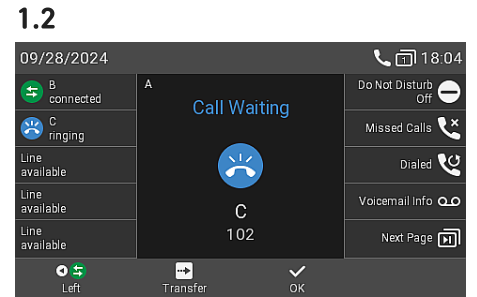 1.2
09/28/2024
1 18:04
B
connected
C
ringing
Line
available
Line
available
Line
available
A
Call Waiting
C
102
Do Not Disturb
Off
Missed Calls
Dialed
Voicemail Info
Next Page
Left
Transfer
OK